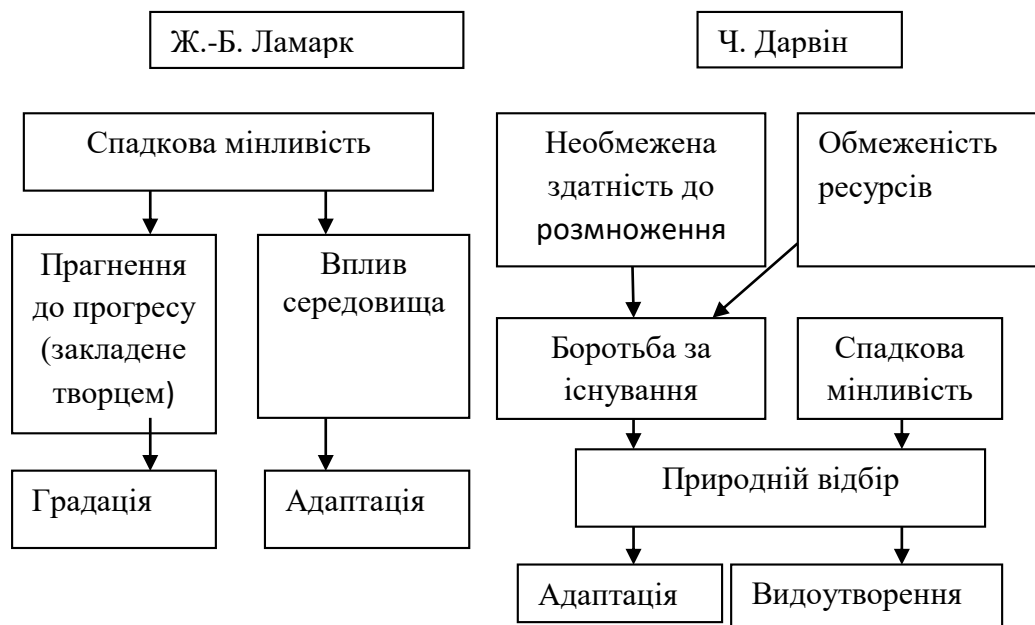 Ж.-Б. Ламарк
Ч. Дарвін
Спадкова мінливість
Прагнення
до прогресу
(закладене
творцем)
Вплив
середовища
Градація
Адаптація
Необмежена
здатність до
розмноження
Обмеженість
ресурсів
Боротьба за
існування
Спадкова
мінливість
Природній відбір
Адаптація
Видоутворення